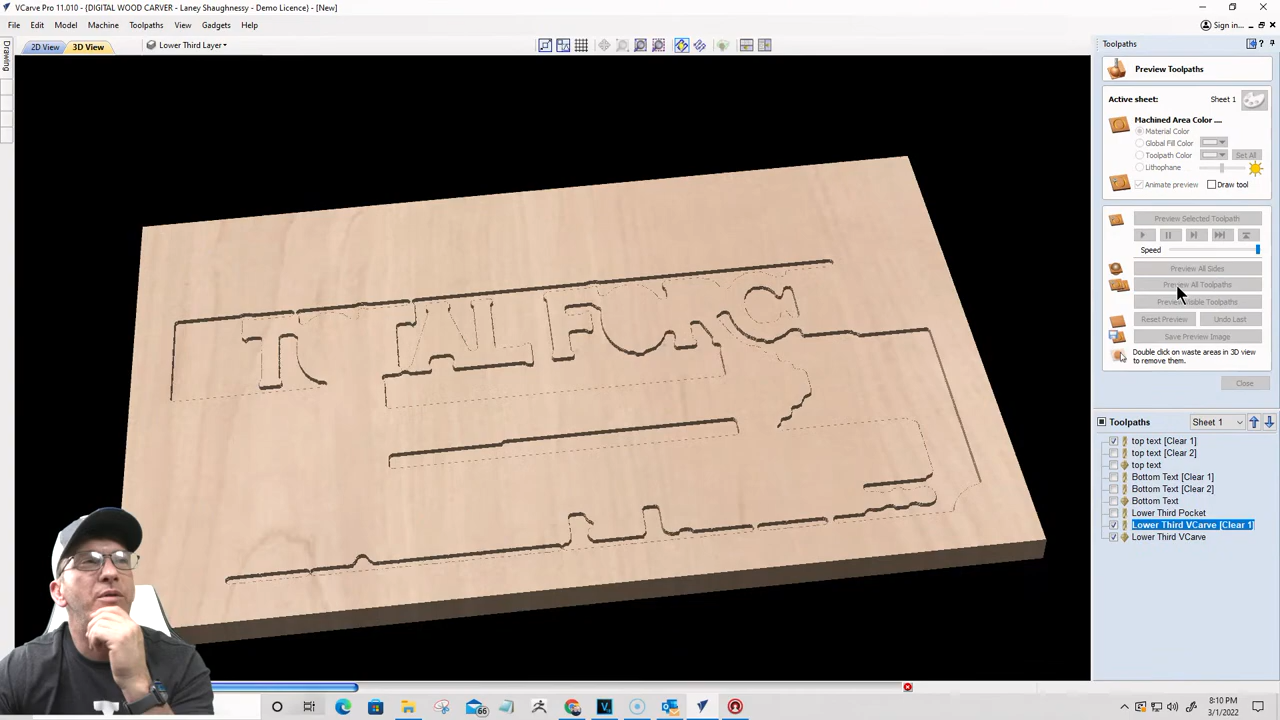 VCarve Pro 11.010 - (DIGITAL WOOD CARVER - Laney Shaughnessy - Demo Licence) - [New]
File Edit Model Machine Toolpaths View Gadgets Help
Sign in...
2D View 3D View Lower Third Layer
Drawing
Toolpaths
Preview Toolpaths
Active sheet: Sheet 1
Machined Area Color ....
Material Color
Global Fill Color
Toolpath Color Set All
Lithophane
Animate preview Draw tool
Preview Selected Toolpath
Speed
Preview All Sides
Preview All Toolpaths
Preview Visible Toolpaths
Reset Preview Undo Last
Save Preview Image
Double click on waste areas in 3D view
to remove them.
Close
Toolpaths Sheet 1
top text [Clear 1]
top text [Clear 2]
top text
Bottom Text [Clear 1]
Bottom Text [Clear 2]
Bottom Text
Lower Third Pocket
Lower Third VCarve [Clear 1]
Lower Third VCarve
66
8:10 PM
3/1/2022